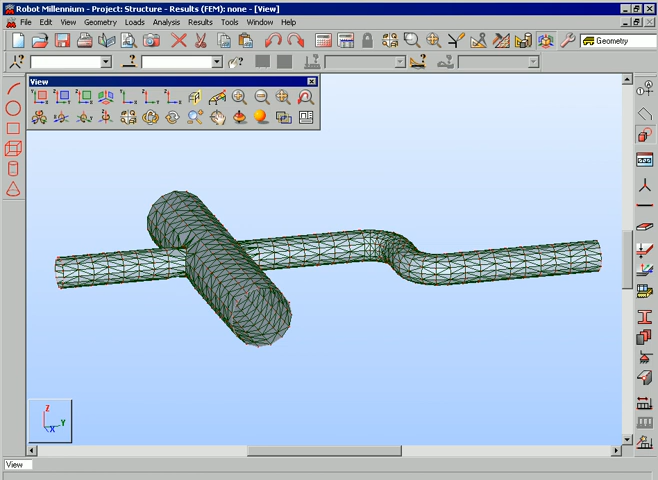 Robot Millennium - Project: Structure - Results (FEM): none - [View]
File Edit View Geometry Loads Analysis Results Tools Window Help
Geometry
View
Z
Y
X
View